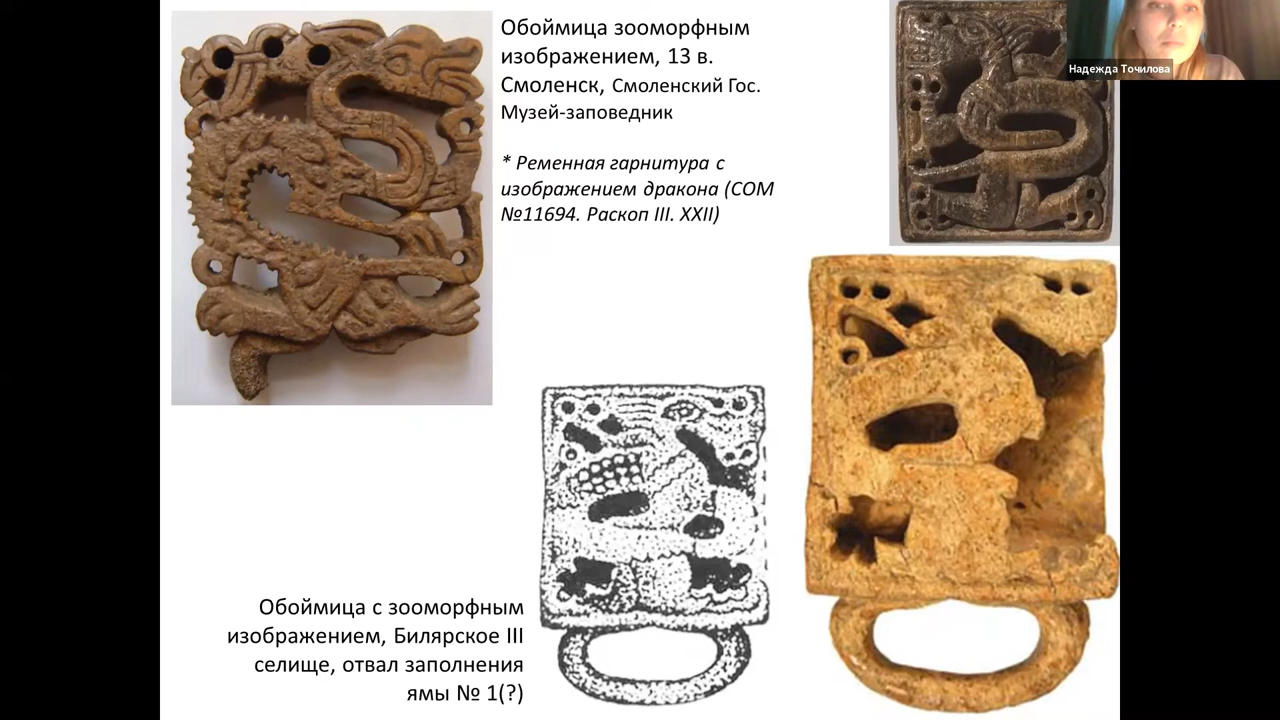 Обоймица зооморфным
изображением, 13 в.
Смоленск, Смоленский Гос.
Музей-заповедник
* Ременная гарнитура с
изображением дракона (СОМ
№11694. Раскоп III. XXII)
Надежда Точилова
Обоймица с зооморфным
изображением, Билярское III
селище, отвал заполнения
ямы № 1(?)